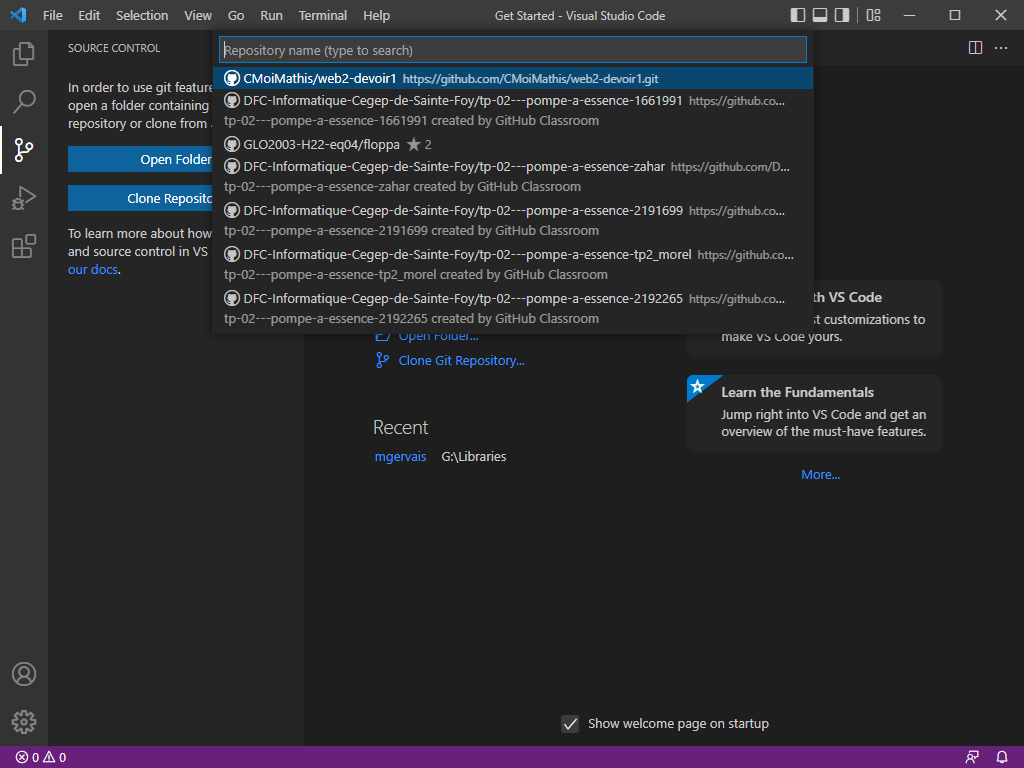 File Edit Selection View Go Run Terminal Help Get Started - Visual Studio Code
SOURCE CONTROL
In order to use git feature
open a folder containing
repository or clone from
Open Folder
Clone Reposito
To learn more about how
and source control in VS
our docs.
Repository name (type to search)
CMoiMathis/web2-devoir1 https://github.com/CMoiMathis/web2-devoir1.git
DFC-Informatique-Cegep-de-Sainte-Foy/tp-02---pompe-a-essence-1661991 https://github.co...
tp-02---pompe-a-essence-1661991 created by GitHub Classroom
GLO2003-H22-eq04/floppa ★ 2
DFC-Informatique-Cegep-de-Sainte-Foy/tp-02---pompe-a-essence-zahar https://github.com/D...
tp-02---pompe-a-essence-zahar created by GitHub Classroom
DFC-Informatique-Cegep-de-Sainte-Foy/tp-02---pompe-a-essence-2191699 https://github.co...
tp-02---pompe-a-essence-2191699 created by GitHub Classroom
DFC-Informatique-Cegep-de-Sainte-Foy/tp-02---pompe-a-essence-tp2_morel https://github.co...
tp-02---pompe-a-essence-tp2_morel created by GitHub Classroom
DFC-Informatique-Cegep-de-Sainte-Foy/tp-02---pompe-a-essence-2192265 https://github.co...
tp-02---pompe-a-essence-2192265 created by GitHub Classroom
Open Folder...
Clone Git Repository...
Recent
mgervais G:\Libraries
th VS Code
st customizations to
make VS Code yours.
Learn the Fundamentals
Jump right into VS Code and get an
overview of the must-have features.
More...
Show welcome page on startup
0 0